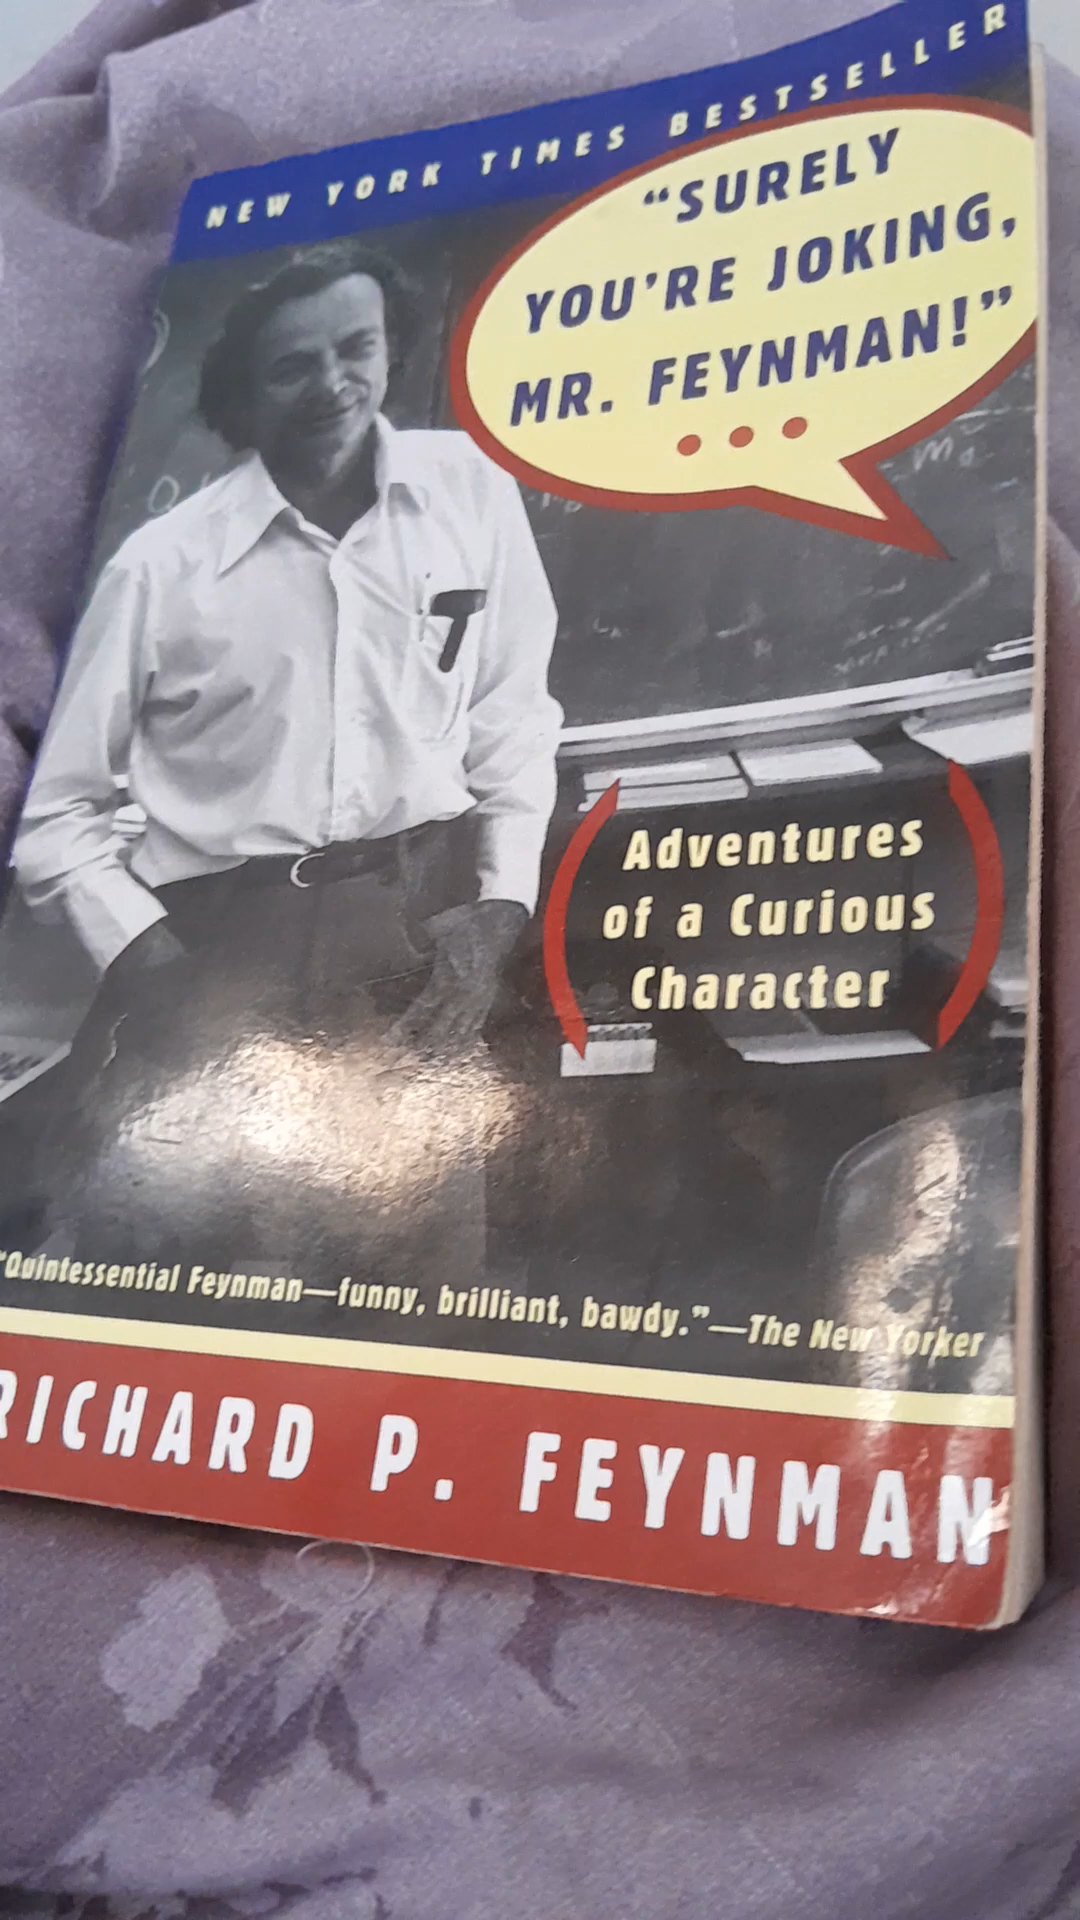 NEW YORK TIMES BESTSELLER
“SURELY
YOU'RE JOKING,
MR. FEYNMAN!”
Adventures
of a Curious
Character
“Quintessential Feynman—funny, brilliant, bawdy.”—The New Yorker
RICHARD P. FEYNMAN